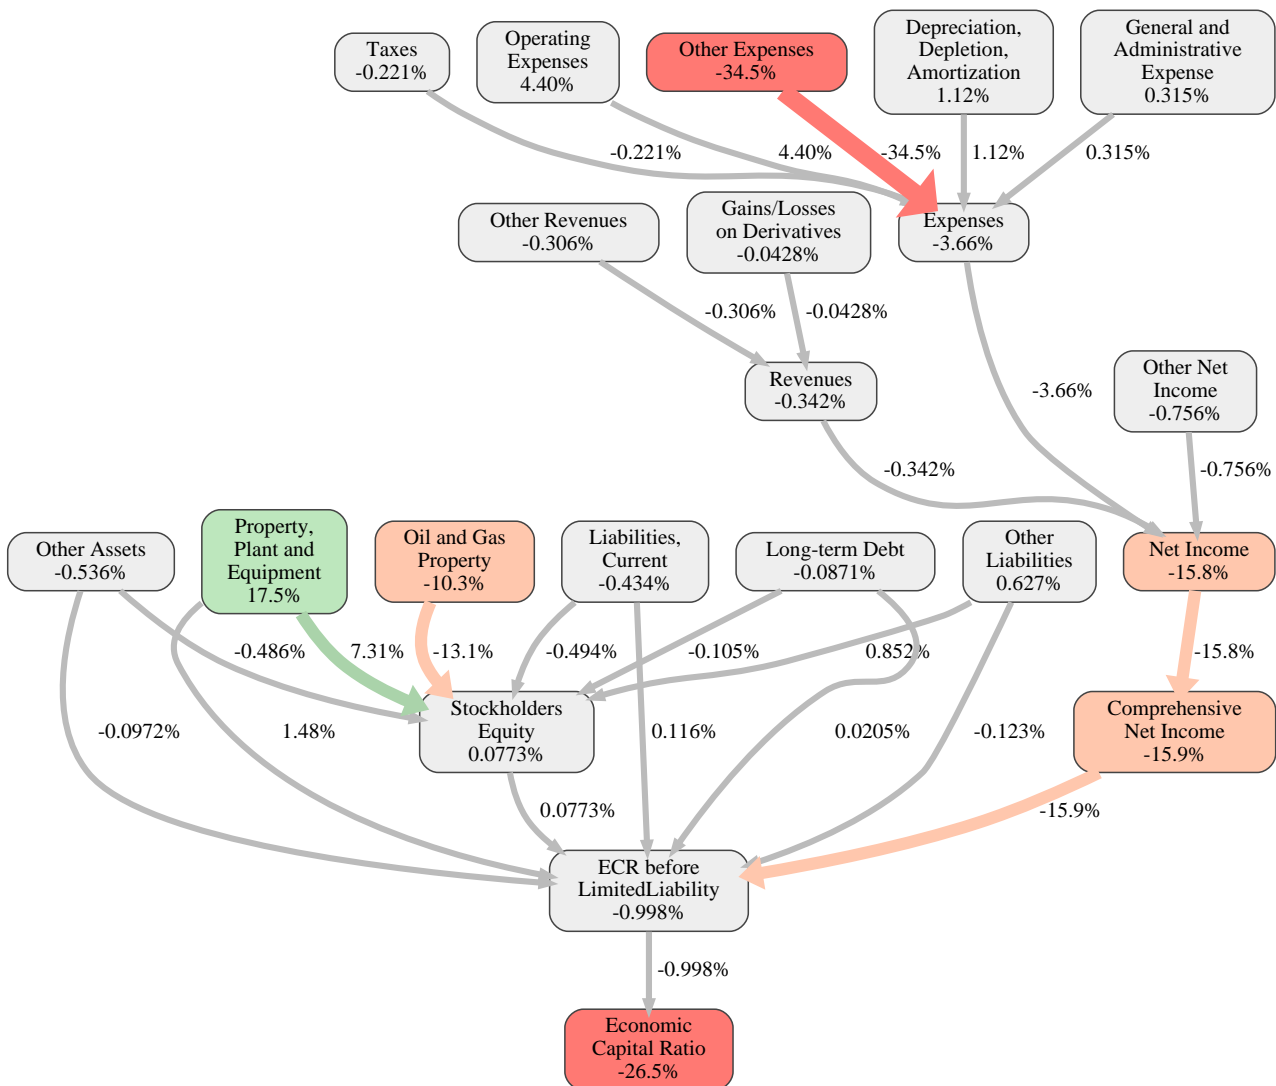 Taxes
-0.221%
Operating
Expenses
4.40%
Other Expenses
-34.5%
Depreciation,
Depletion,
Amortization
1.12%
General and
Administrative
Expense
0.315%
-0.221%
4.40%
-34.5%
1.12%
0.315%
Other Revenues
-0.306%
Gains/Losses
on Derivatives
-0.0428%
Expenses
-3.66%
-0.306%
-0.0428%
Revenues
-0.342%
-3.66%
Other Net
Income
-0.756%
-0.342%
-0.756%
Other Assets
-0.536%
Property,
Plant and
Equipment
17.5%
Oil and Gas
Property
-10.3%
Liabilities,
Current
-0.434%
Long-term Debt
-0.0871%
Other
Liabilities
0.627%
Net Income
-15.8%
-0.486%
7.31%
-13.1%
-0.494%
-0.105%
0.852%
-15.8%
Stockholders
Equity
0.0773%
Comprehensive
Net Income
-15.9%
-0.0972%
1.48%
0.116%
0.0205%
-0.123%
0.0773%
-15.9%
ECR before
LimitedLiability
-0.998%
-0.998%
Economic
Capital Ratio
-26.5%